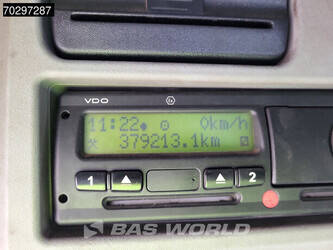 70297287
VDO
11:22 0km/h
379213.1km
1 2
BAS WORLD